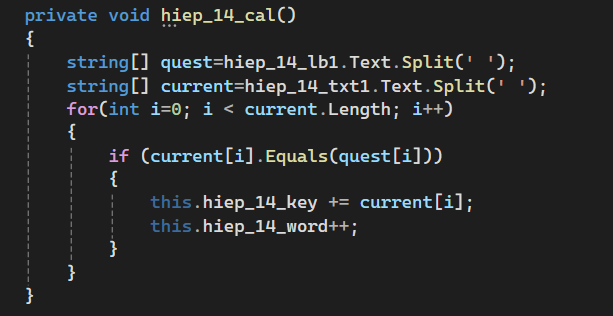 private void hiep_14_cal()
{
    string[] quest=hiep_14_lb1.Text.Split(' ');
    string[] current=hiep_14_txt1.Text.Split(' ');
    for(int i=0; i < current.Length; i++)
    {
        if (current[i].Equals(quest[i]))
        {
            this.hiep_14_key += current[i];
            this.hiep_14_word++;
        }
    }
}